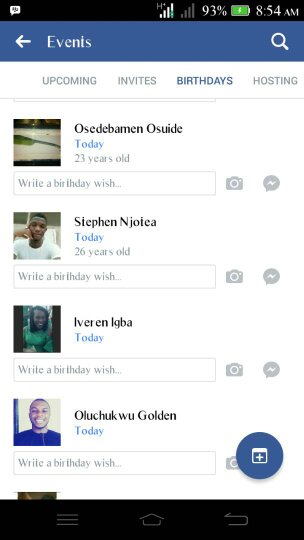 93% 8:54 AM
Events
UPCOMING INVITES BIRTHDAYS HOSTING
Osedebamen Osuide
Today
23 years old
Write a birthday wish...
Stephen Njotea
Today
26 years old
Write a birthday wish...
Iveren Igba
Today
Write a birthday wish...
Oluchukwu Golden
Today
Write a birthday wish...